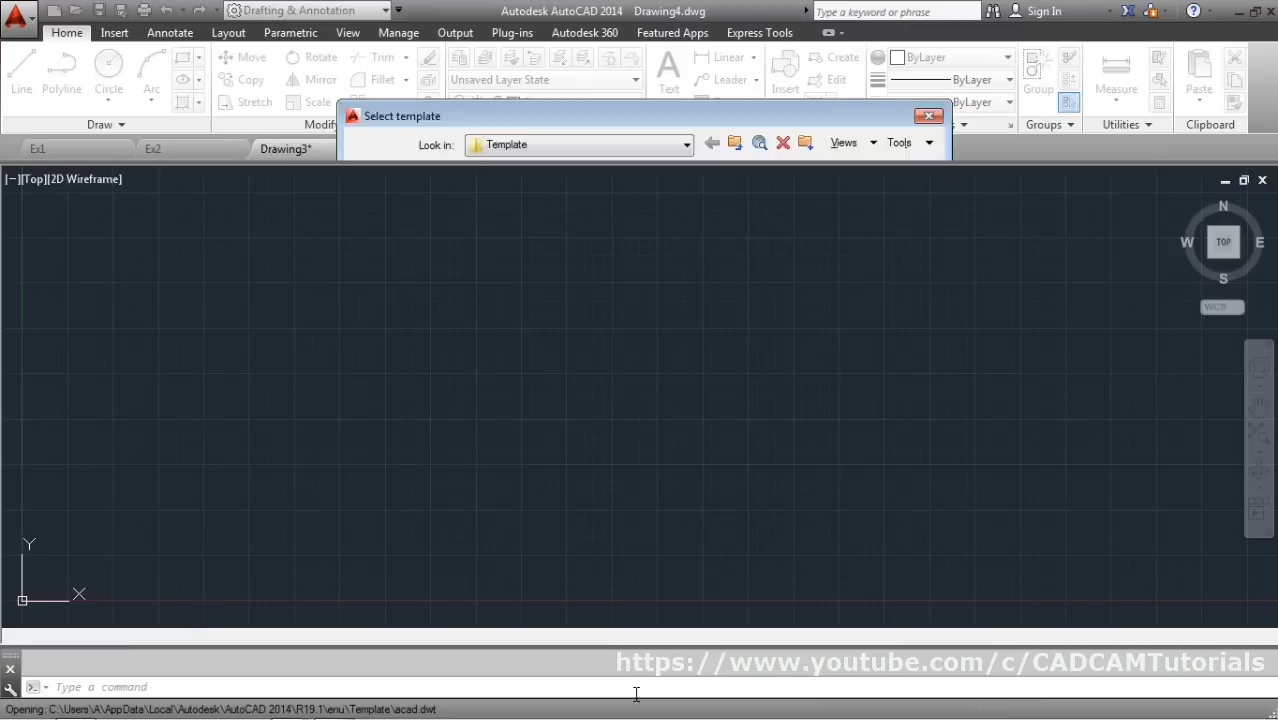 Drafting & Annotation
Autodesk AutoCAD 2014 Drawing4.dwg
Type a keyword or phrase
Sign In
Home Insert Annotate Layout Parametric View Manage Output Plug-ins Autodesk 360 Featured Apps Express Tools
Line Polyline Circle Arc
Move Rotate Trim
Copy Mirror Fillet
Stretch Scale
Unsaved Layer State
Text
Linear
Leader
Insert
Create
Edit
ByLayer
ByLayer
ByLayer
Group
Measure
Paste
Draw
Groups Utilities Clipboard
Select template
Look in: Template Views Tools
Ex1 Ex2 Drawing3*
[−][Top][2D Wireframe]
N
W TOP E
S
Y
X
https://www.youtube.com/c/CADCAMTutorials
Type a command
Opening: C:\Users\A\AppData\Local\Autodesk\AutoCAD 2014\R19.1\enu\Template\acad.dwt